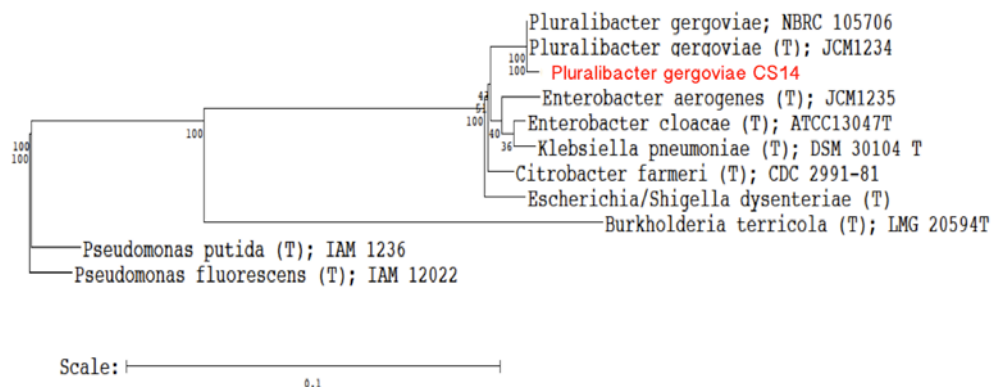 Pluralibacter gergoviae; NBRC 105706
Pluralibacter gergoviae (T); JCM1234
100
100
Pluralibacter gergoviae CS14
Enterobacter aerogenes (T); JCM1235
51
100
Enterobacter cloacae (T); ATCC13047T
40
100
100
100
36
Klebsiella pneumoniae (T); DSM 30104 T
Citrobacter farmeri (T); CDC 2991-81
Escherichia/Shigella dysenteriae (T)
Burkholderia terricola (T); LMG 20594T
Pseudomonas putida (T); IAM 1236
Pseudomonas fluorescens (T); IAM 12022
Scale:
0.1